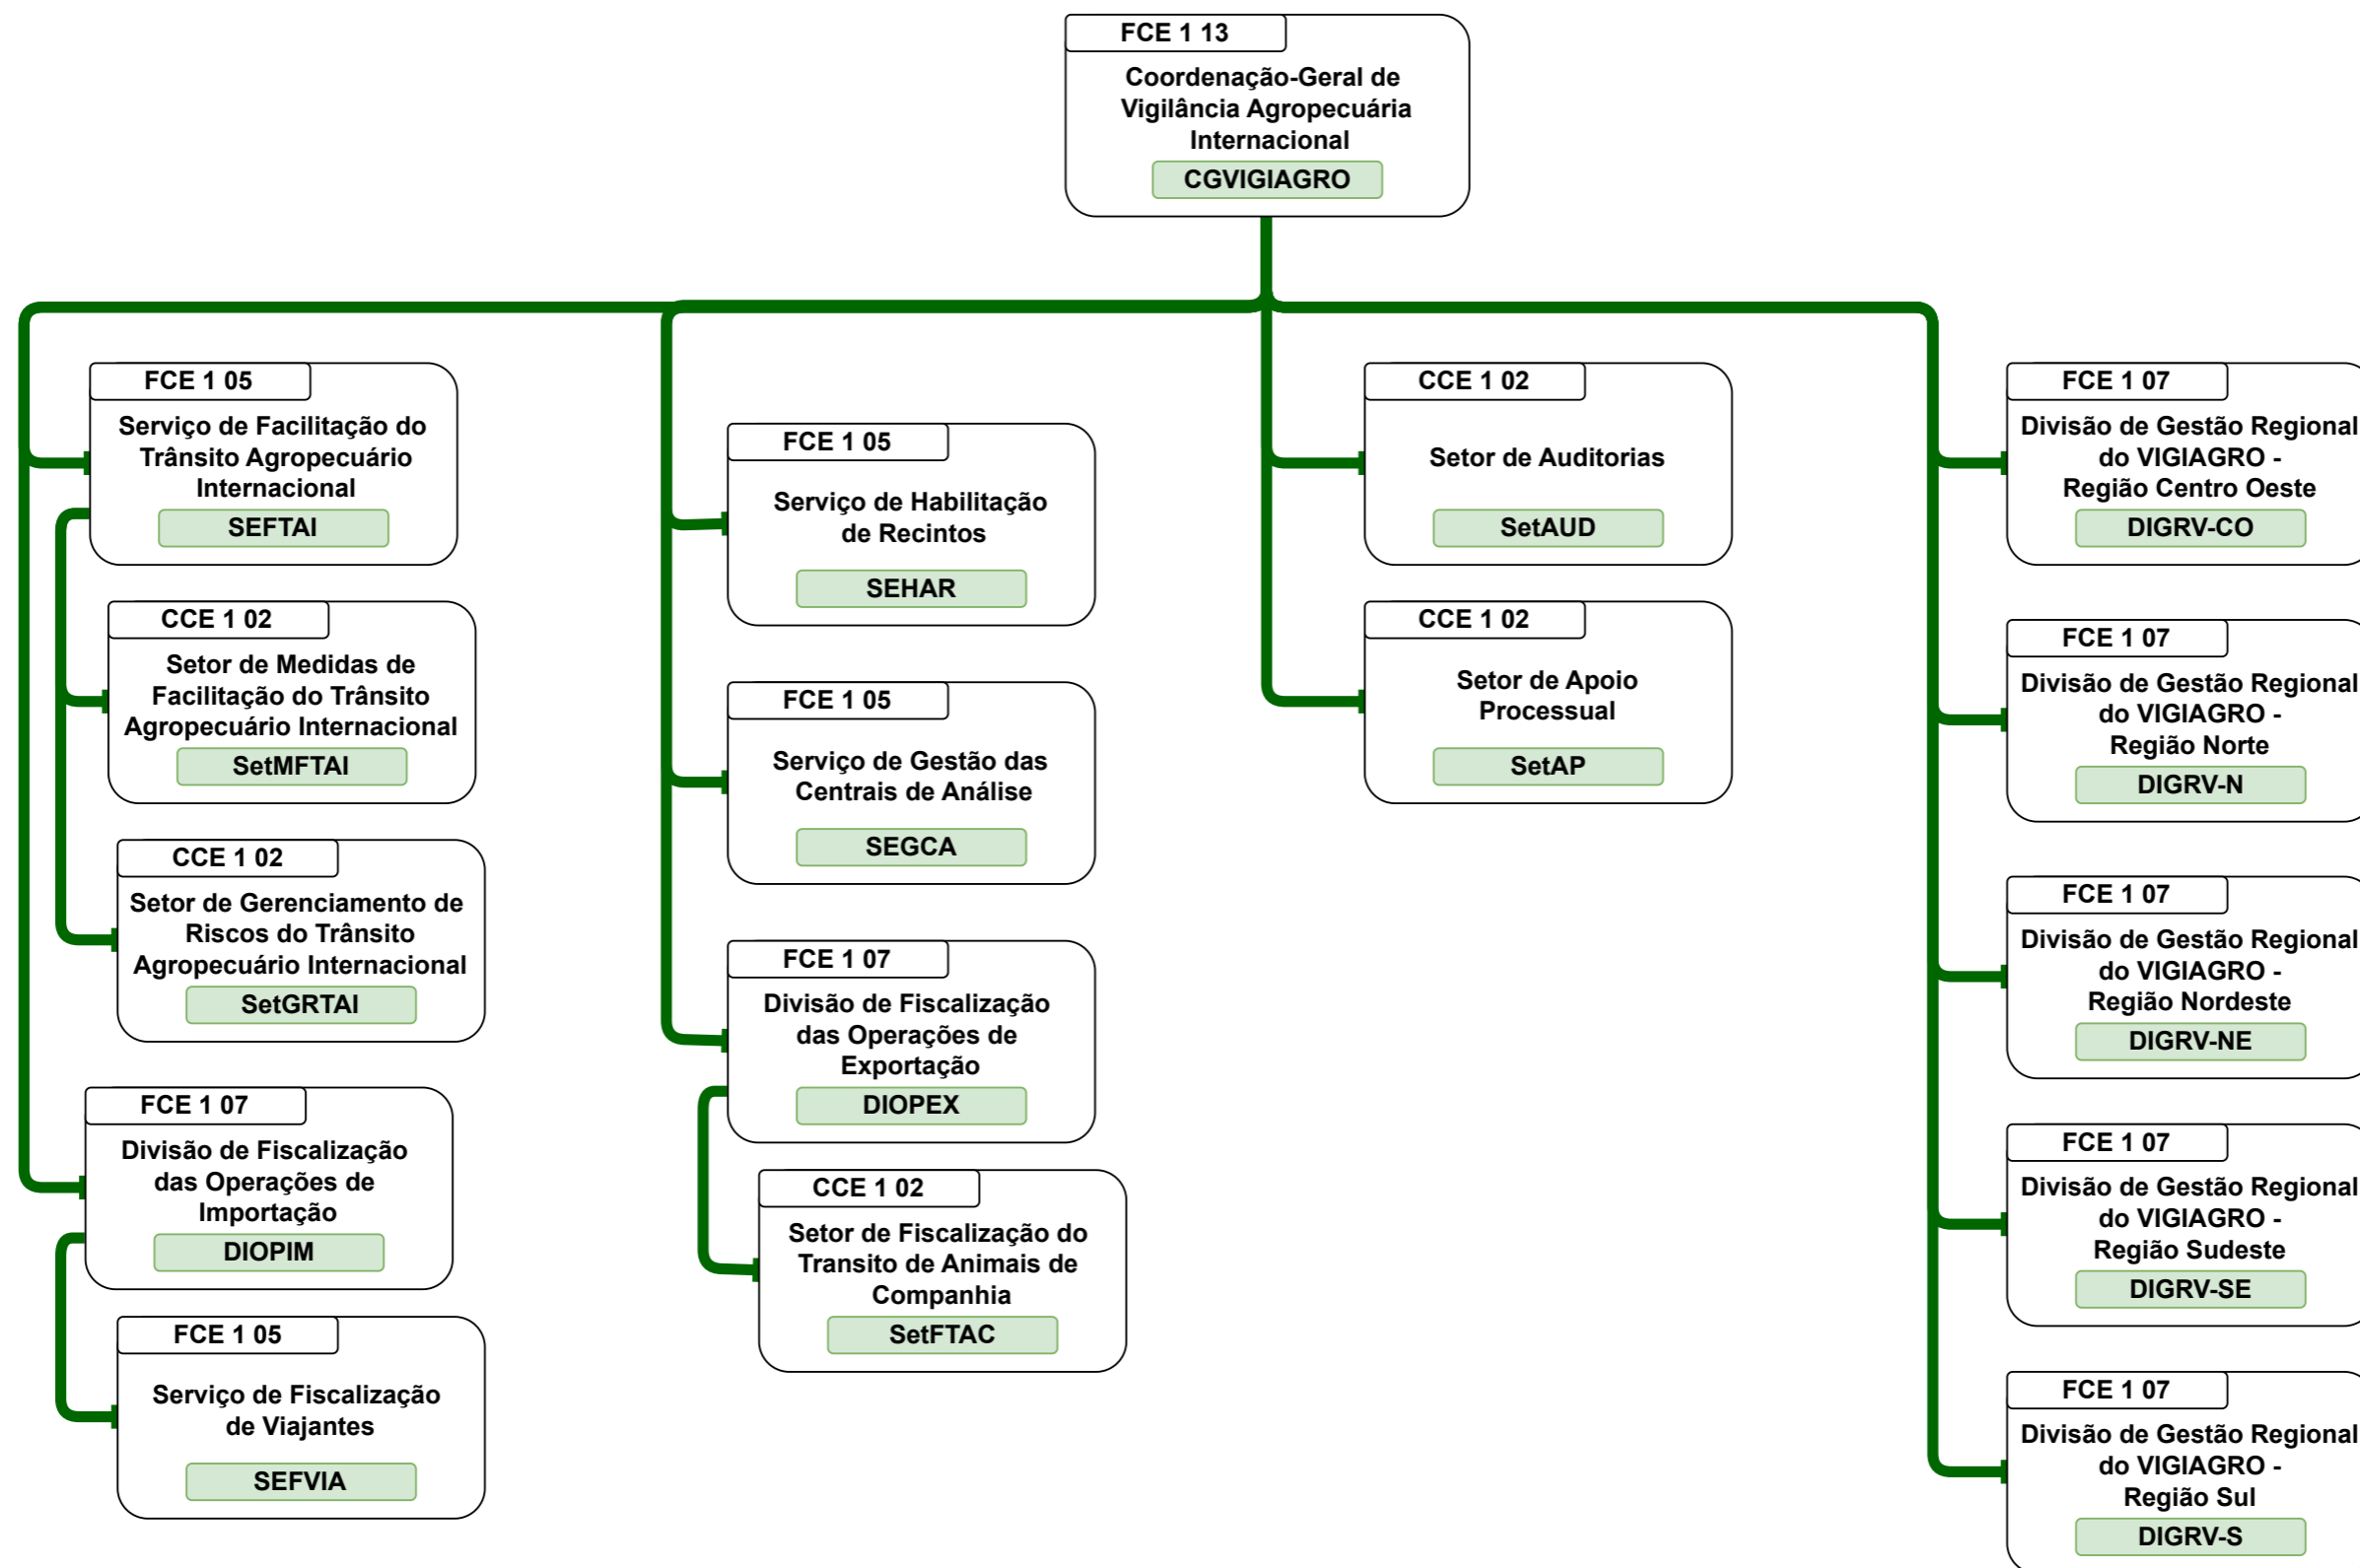 FCE 1 13
Coordenação-Geral de
Vigilância Agropecuária
Internacional
CGVIGIAGRO
FCE 1 05
Serviço de Facilitação do
Trânsito Agropecuário
Internacional
SEFTAI
CCE 1 02
Setor de Medidas de
Facilitação do Trânsito
Agropecuário Internacional
SetMFTAI
CCE 1 02
Setor de Gerenciamento de
Riscos do Trânsito
Agropecuário Internacional
SetGRTAI
FCE 1 07
Divisão de Fiscalização
das Operações de
Importação
DIOPIM
FCE 1 05
Serviço de Fiscalização
de Viajantes
SEFVIA
FCE 1 05
Serviço de Habilitação
de Recintos
SEHAR
FCE 1 05
Serviço de Gestão das
Centrais de Análise
SEGCA
FCE 1 07
Divisão de Fiscalização
das Operações de
Exportação
DIOPEX
CCE 1 02
Setor de Fiscalização do
Transito de Animais de
Companhia
SetFTAC
CCE 1 02
Setor de Auditorias
SetAUD
CCE 1 02
Setor de Apoio
Processual
SetAP
FCE 1 07
Divisão de Gestão Regional
do VIGIAGRO -
Região Centro Oeste
DIGRV-CO
FCE 1 07
Divisão de Gestão Regional
do VIGIAGRO -
Região Norte
DIGRV-N
FCE 1 07
Divisão de Gestão Regional
do VIGIAGRO -
Região Nordeste
DIGRV-NE
FCE 1 07
Divisão de Gestão Regional
do VIGIAGRO -
Região Sudeste
DIGRV-SE
FCE 1 07
Divisão de Gestão Regional
do VIGIAGRO -
Região Sul
DIGRV-S